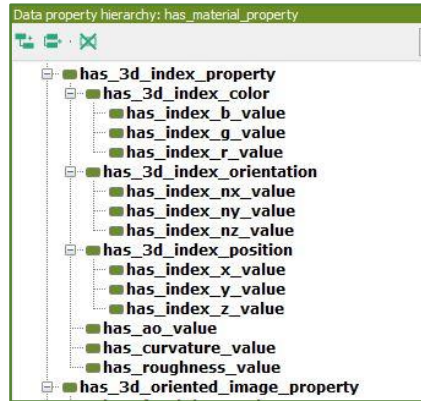 Data property hierarchy: has_material_property
has_3d_index_property
has_3d_index_color
has_index_b_value
has_index_g_value
has_index_r_value
has_3d_index_orientation
has_index_nx_value
has_index_ny_value
has_index_nz_value
has_3d_index_position
has_index_x_value
has_index_y_value
has_index_z_value
has_ao_value
has_curvature_value
has_roughness_value
has_3d_oriented_image_property